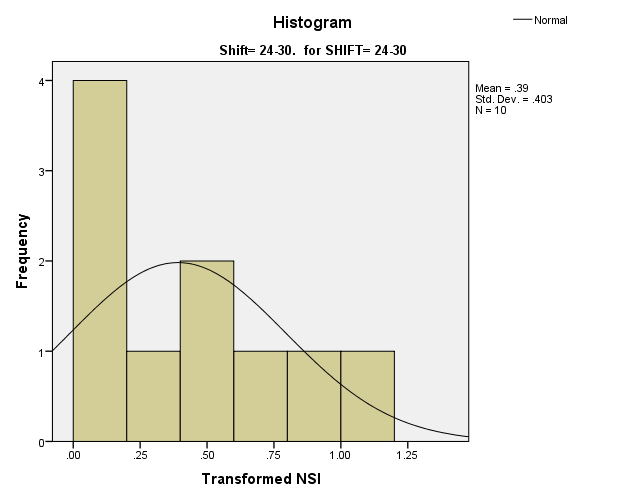 Histogram
Normal
Shift= 24-30.  for SHIFT= 24-30
Mean = .39
Std. Dev. = .403
N = 10
Frequency
4
3
2
1
0
.00 .25 .50 .75 1.00 1.25
Transformed NSI